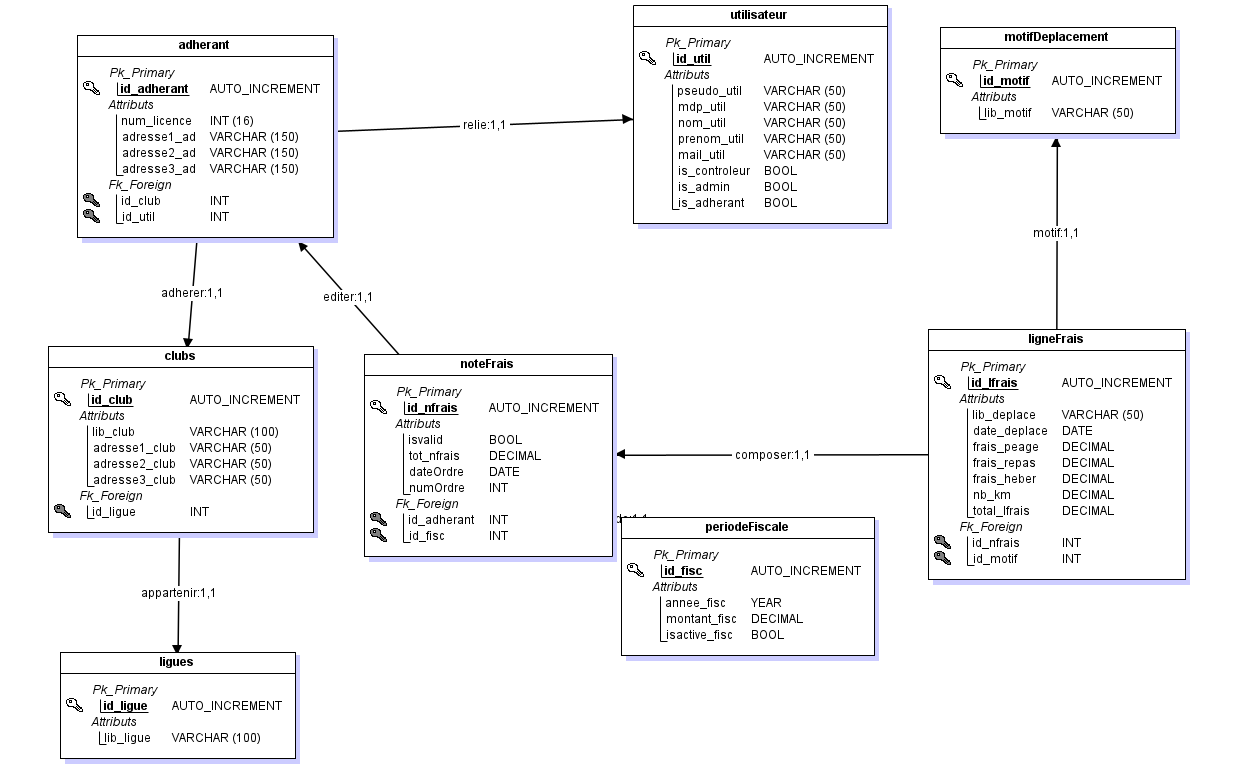 adherant
Pk_Primary
id_adherant AUTO_INCREMENT
Attributs
num_licence INT (16)
adresse1_ad VARCHAR (150)
adresse2_ad VARCHAR (150)
adresse3_ad VARCHAR (150)
Fk_Foreign
id_club INT
id_util INT
relie:1,1
utilisateur
Pk_Primary
id_util AUTO_INCREMENT
Attributs
pseudo_util VARCHAR (50)
mdp_util VARCHAR (50)
nom_util VARCHAR (50)
prenom_util VARCHAR (50)
mail_util VARCHAR (50)
is_controleur BOOL
is_admin BOOL
is_adherant BOOL
motifDeplacement
Pk_Primary
id_motif AUTO_INCREMENT
Attributs
lib_motif VARCHAR (50)
motif:1,1
adherer:1,1
editer:1,1
clubs
Pk_Primary
id_club AUTO_INCREMENT
Attributs
lib_club VARCHAR (100)
adresse1_club VARCHAR (50)
adresse2_club VARCHAR (50)
adresse3_club VARCHAR (50)
Fk_Foreign
id_ligue INT
noteFrais
Pk_Primary
id_nfrais AUTO_INCREMENT
Attributs
isvalid BOOL
tot_nfrais DECIMAL
dateOrdre DATE
numOrdre INT
Fk_Foreign
id_adherant INT
id_fisc INT
composer:1,1
ligneFrais
Pk_Primary
id_lfrais AUTO_INCREMENT
Attributs
lib_deplace VARCHAR (50)
date_deplace DATE
frais_peage DECIMAL
frais_repas DECIMAL
frais_heber DECIMAL
nb_km DECIMAL
total_lfrais DECIMAL
Fk_Foreign
id_nfrais INT
id_motif INT
periodeFiscale
Pk_Primary
id_fisc AUTO_INCREMENT
Attributs
annee_fisc YEAR
montant_fisc DECIMAL
isactive_fisc BOOL
appartenir:1,1
ligues
Pk_Primary
id_ligue AUTO_INCREMENT
Attributs
lib_ligue VARCHAR (100)